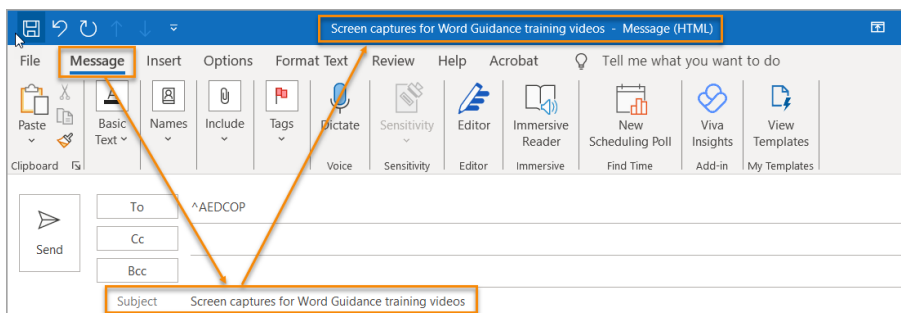 Screen captures for Word Guidance training videos - Message (HTML)
File Message Insert Options Format Text Review Help Acrobat Tell me what you want to do
Paste Basic Text Names Include Tags Dictate Sensitivity Editor Immersive Reader New Scheduling Poll Viva Insights View Templates
Clipboard Voice Sensitivity Editor Immersive Find Time Add-in My Templates
To ^AEDCOP
Send
Cc
Bcc
Subject Screen captures for Word Guidance training videos